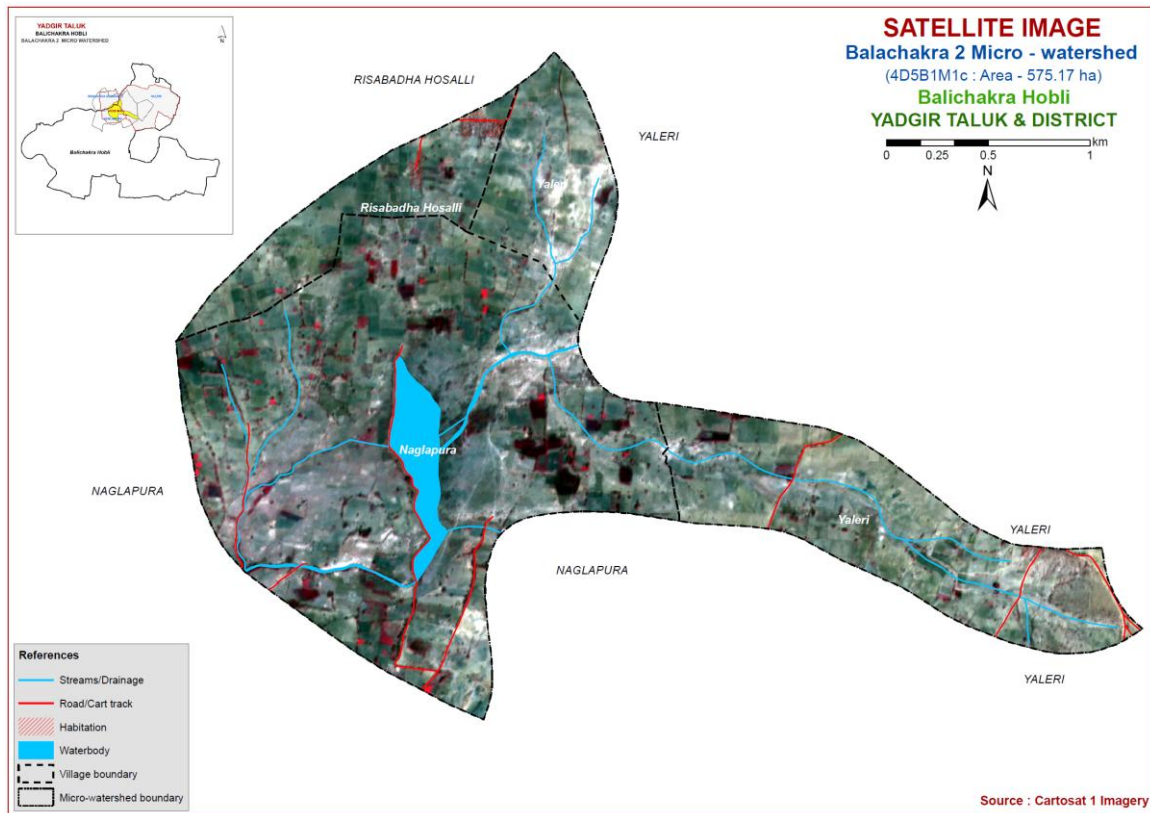 YADGIR TALUK
BALICHAKRA HOBLI
BALACHAKRA 2 MICRO WATERSHED
N
Balichakra Hobli
SATELLITE IMAGE
Balachakra 2 Micro - watershed
(4D5B1M1c : Area - 575.17 ha)
Balichakra Hobli
YADGIR TALUK & DISTRICT
km
0 0.25 0.5 1
N
RISABADHA HOSALLI
YALERI
Yaleri
Risabadha Hosalli
Naglapura
NAGLAPURA
Yaleri
YALERI
NAGLAPURA
YALERI
References
Streams/Drainage
Road/Cart track
Habitation
Waterbody
Village boundary
Micro-watershed boundary
Source : Cartosat 1 Imagery